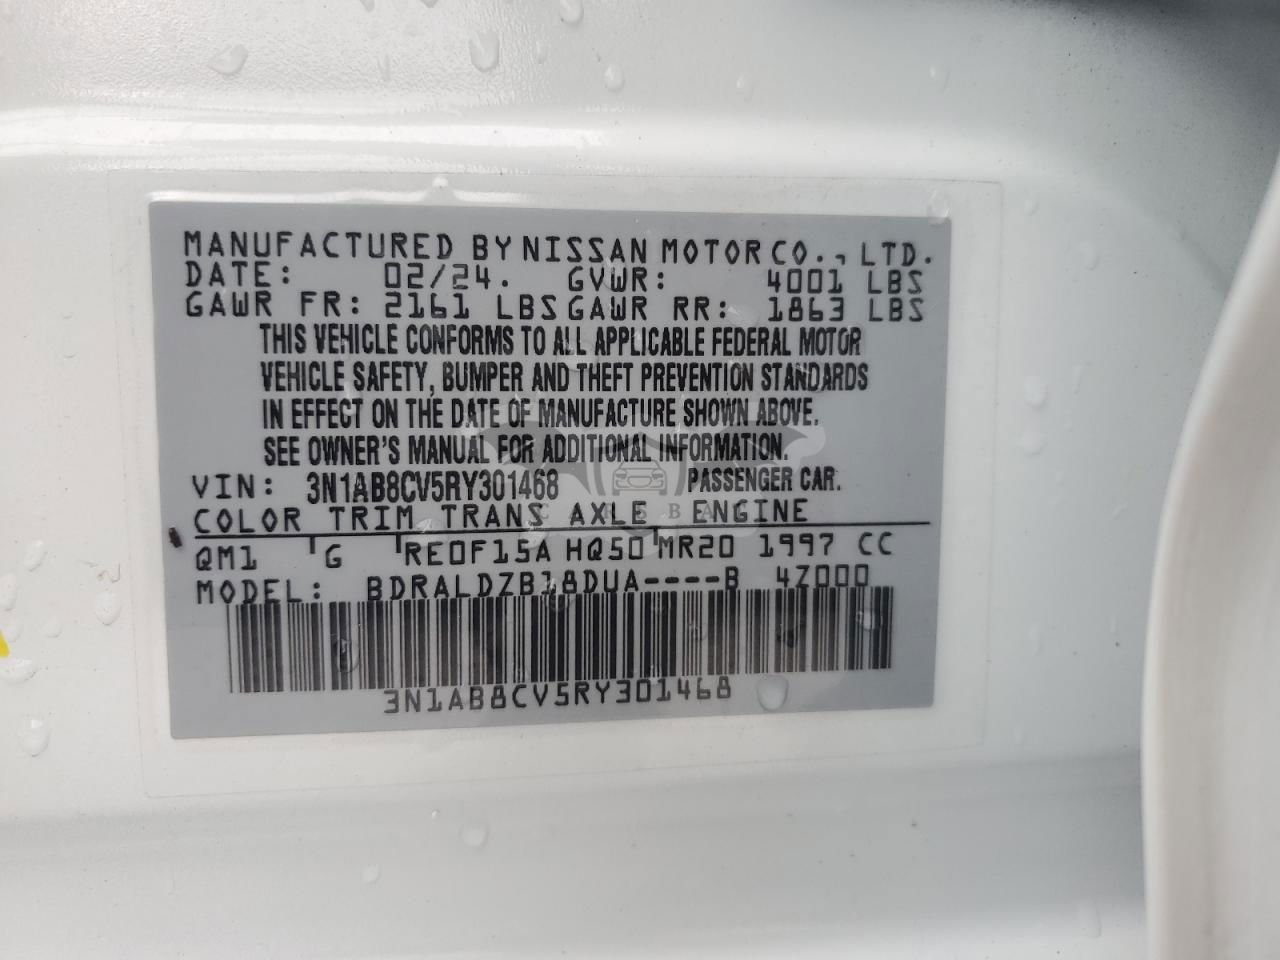 MANUFACTURED BY NISSAN MOTOR CO., LTD.
DATE: 02/24. GVWR: 4001 LBS
GAWR FR: 2161 LBS GAWR RR: 1863 LBS
THIS VEHICLE CONFORMS TO ALL APPLICABLE FEDERAL MOTOR
VEHICLE SAFETY, BUMPER AND THEFT PREVENTION STANDARDS
IN EFFECT ON THE DATE OF MANUFACTURE SHOWN ABOVE.
SEE OWNER'S MANUAL FOR ADDITIONAL INFORMATION.
VIN: 3N1AB8CV5RY301468 PASSENGER CAR.
COLOR TRIM TRANS AXLE ENGINE
QM1 G RE0F15A HQ50 MR20 1997 CC
MODEL: BDRALDZB18DUA----B 4Z000
3N1AB8CV5RY301468